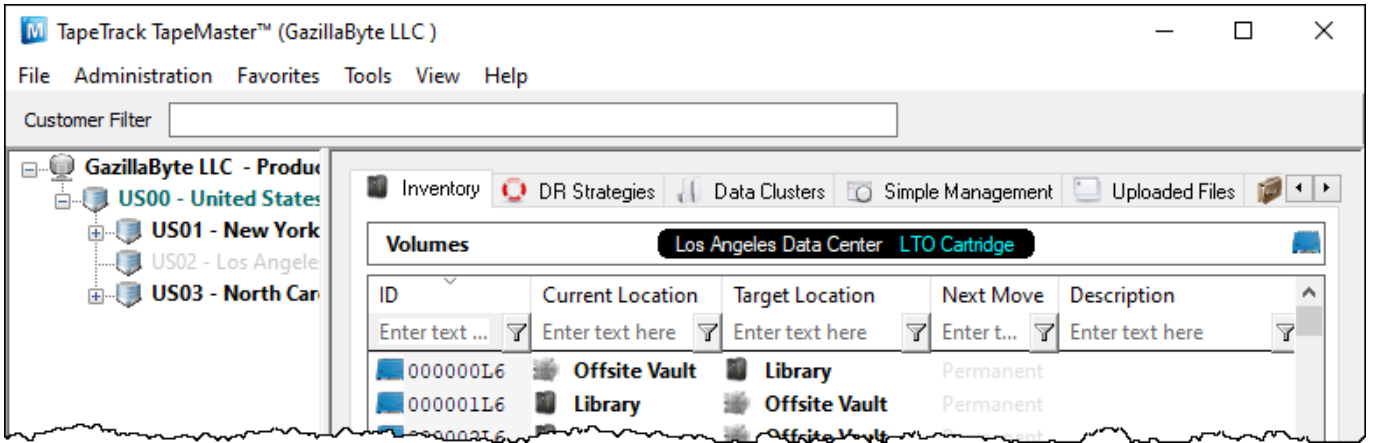 TapeTrack TapeMaster™ (GazillaByte LLC )
File Administration Favorites Tools View Help
Customer Filter
GazillaByte LLC - Produc
US00 - United States
US01 - New York
US02 - Los Angele
US03 - North Car
Inventory DR Strategies Data Clusters Simple Management Uploaded Files
Volumes Los Angeles Data Center LTO Cartridge
ID Current Location Target Location Next Move Description
Enter text ... Enter text here Enter text here Enter t... Enter text here
000000L6 Offsite Vault Library Permanent
000001L6 Library Offsite Vault Permanent
Offsite Vault